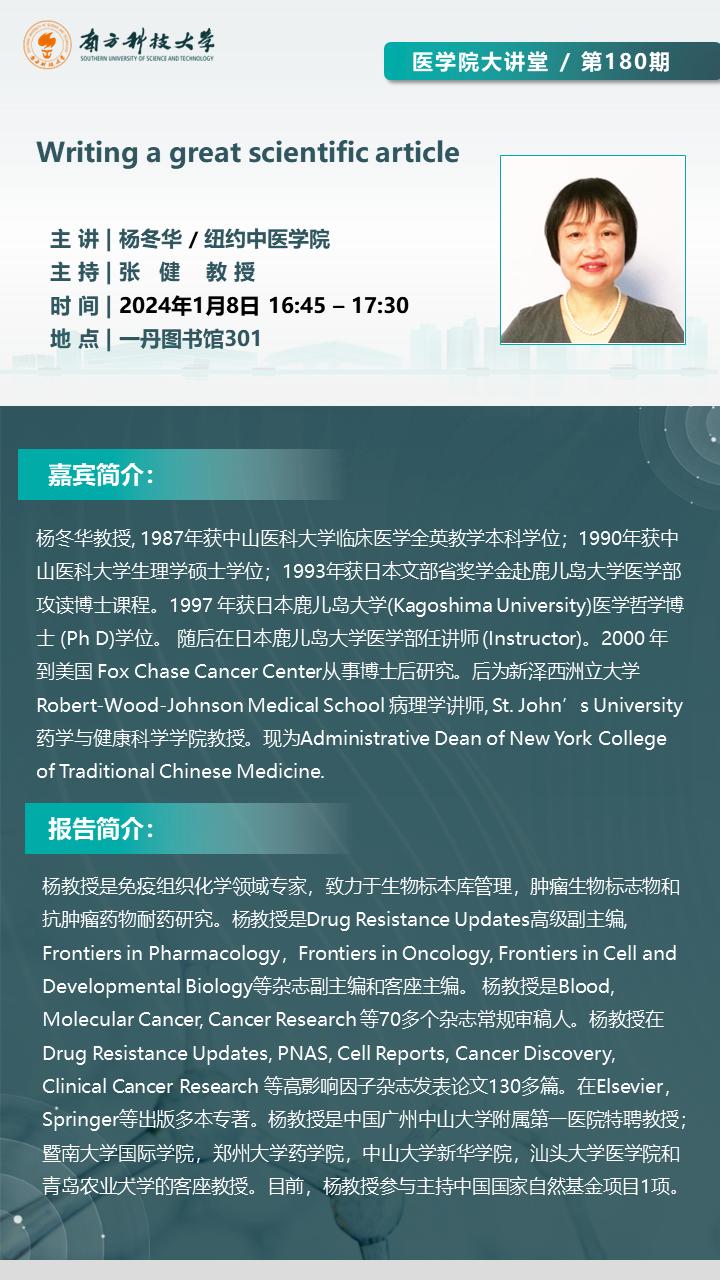 南方科技大学
SOUTHERN UNIVERSITY OF SCIENCE AND TECHNOLOGY
医学院大讲堂 / 第180期
Writing a great scientific article
主 讲 | 杨冬华 / 纽约中医学院
主 持 | 张 健 教 授
时 间 | 2024年1月8日 16:45 – 17:30
地 点 | 一丹图书馆301
嘉宾简介：
杨冬华教授, 1987年获中山医科大学临床医学全英教学本科学位；1990年获中
山医科大学生理学硕士学位；1993年获日本文部省奖学金赴鹿儿岛大学医学部
攻读博士课程。1997 年获日本鹿儿岛大学(Kagoshima University)医学哲学博
士 (Ph D)学位。 随后在日本鹿儿岛大学医学部任讲师 (Instructor)。2000 年
到美国 Fox Chase Cancer Center从事博士后研究。后为新泽西洲立大学
Robert-Wood-Johnson Medical School 病理学讲师, St. John’s University
药学与健康科学学院教授。现为Administrative Dean of New York College
of Traditional Chinese Medicine.
报告简介：
杨教授是免疫组织化学领域专家，致力于生物标本库管理，肿瘤生物标志物和
抗肿瘤药物耐药研究。杨教授是Drug Resistance Updates高级副主编,
Frontiers in Pharmacology，Frontiers in Oncology, Frontiers in Cell and
Developmental Biology等杂志副主编和客座主编。 杨教授是Blood,
Molecular Cancer, Cancer Research 等70多个杂志常规审稿人。杨教授在
Drug Resistance Updates, PNAS, Cell Reports, Cancer Discovery,
Clinical Cancer Research 等高影响因子杂志发表论文130多篇。在Elsevier，
Springer等出版多本专著。杨教授是中国广州中山大学附属第一医院特聘教授；
暨南大学国际学院，郑州大学药学院，中山大学新华学院，汕头大学医学院和
青岛农业大学的客座教授。目前，杨教授参与主持中国国家自然基金项目1项。